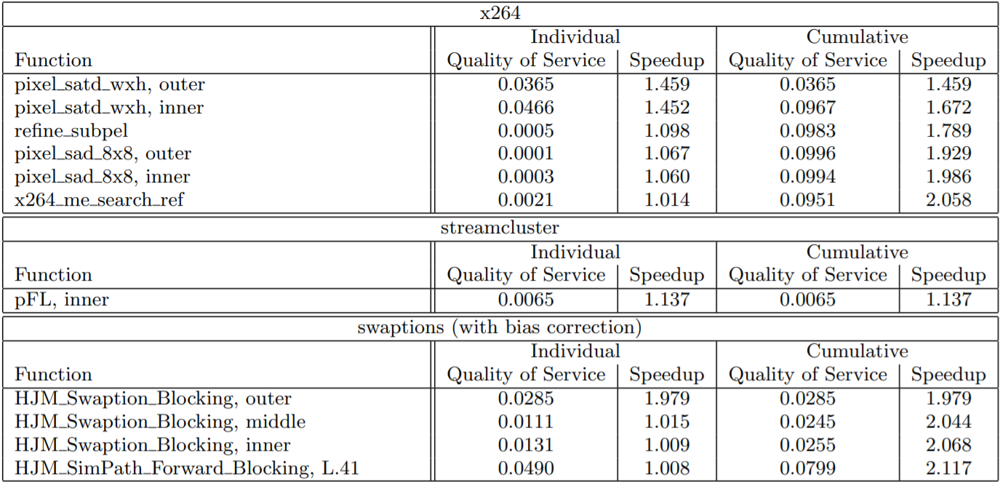 x264
Individual Cumulative
Function Quality of Service Speedup Quality of Service Speedup
pixel_satd_wxh, outer 0.0365 1.459 0.0365 1.459
pixel_satd_wxh, inner 0.0466 1.452 0.0967 1.672
refine_subpel 0.0005 1.098 0.0983 1.789
pixel_sad_8x8, outer 0.0001 1.067 0.0996 1.929
pixel_sad_8x8, inner 0.0003 1.060 0.0994 1.986
x264_me_search_ref 0.0021 1.014 0.0951 2.058
streamcluster
Individual Cumulative
Function Quality of Service Speedup Quality of Service Speedup
pFL, inner 0.0065 1.137 0.0065 1.137
swaptions (with bias correction)
Individual Cumulative
Function Quality of Service Speedup Quality of Service Speedup
HJM_Swaption_Blocking, outer 0.0285 1.979 0.0285 1.979
HJM_Swaption_Blocking, middle 0.0111 1.015 0.0245 2.044
HJM_Swaption_Blocking, inner 0.0131 1.009 0.0255 2.068
HJM_SimPath_Forward_Blocking, L.41 0.0490 1.008 0.0799 2.117